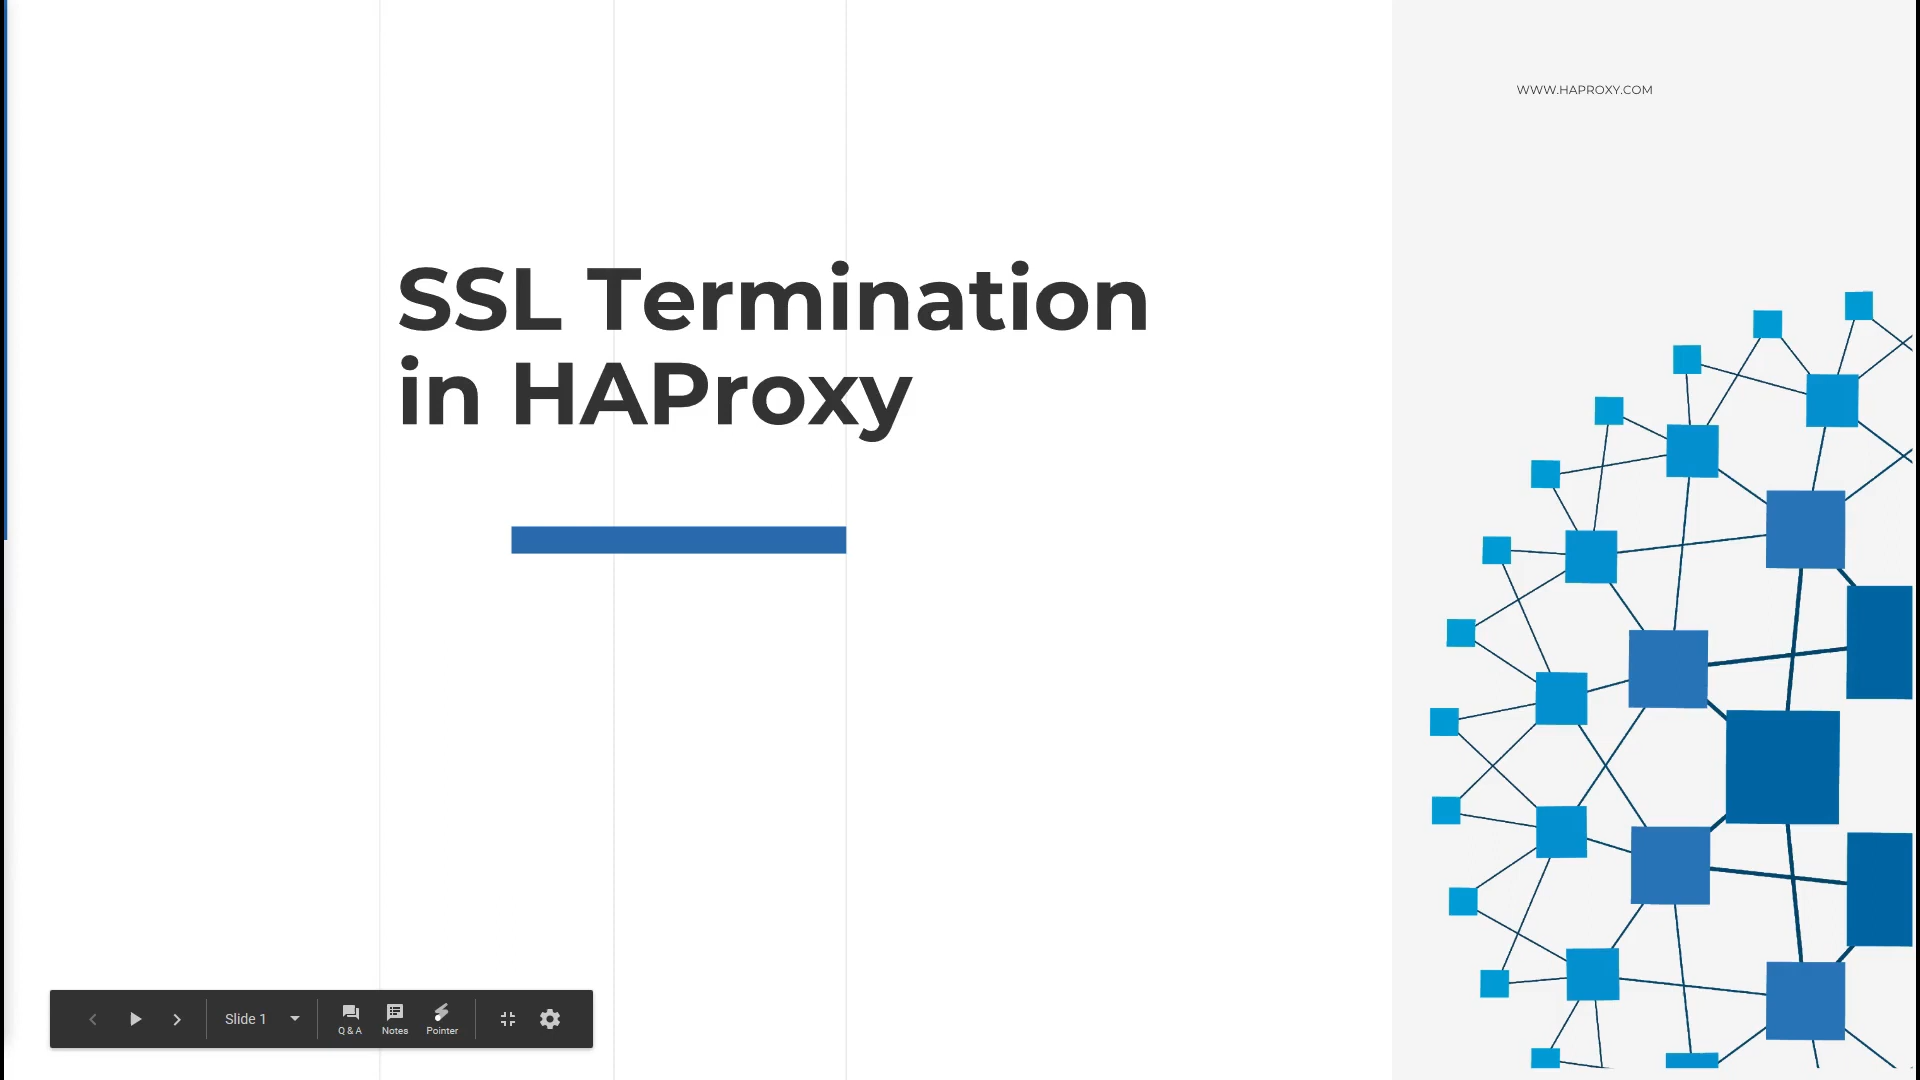 WWW.HAPROXY.COM
SSL Termination
in HAProxy
Slide 1
Q & A
Notes
Pointer